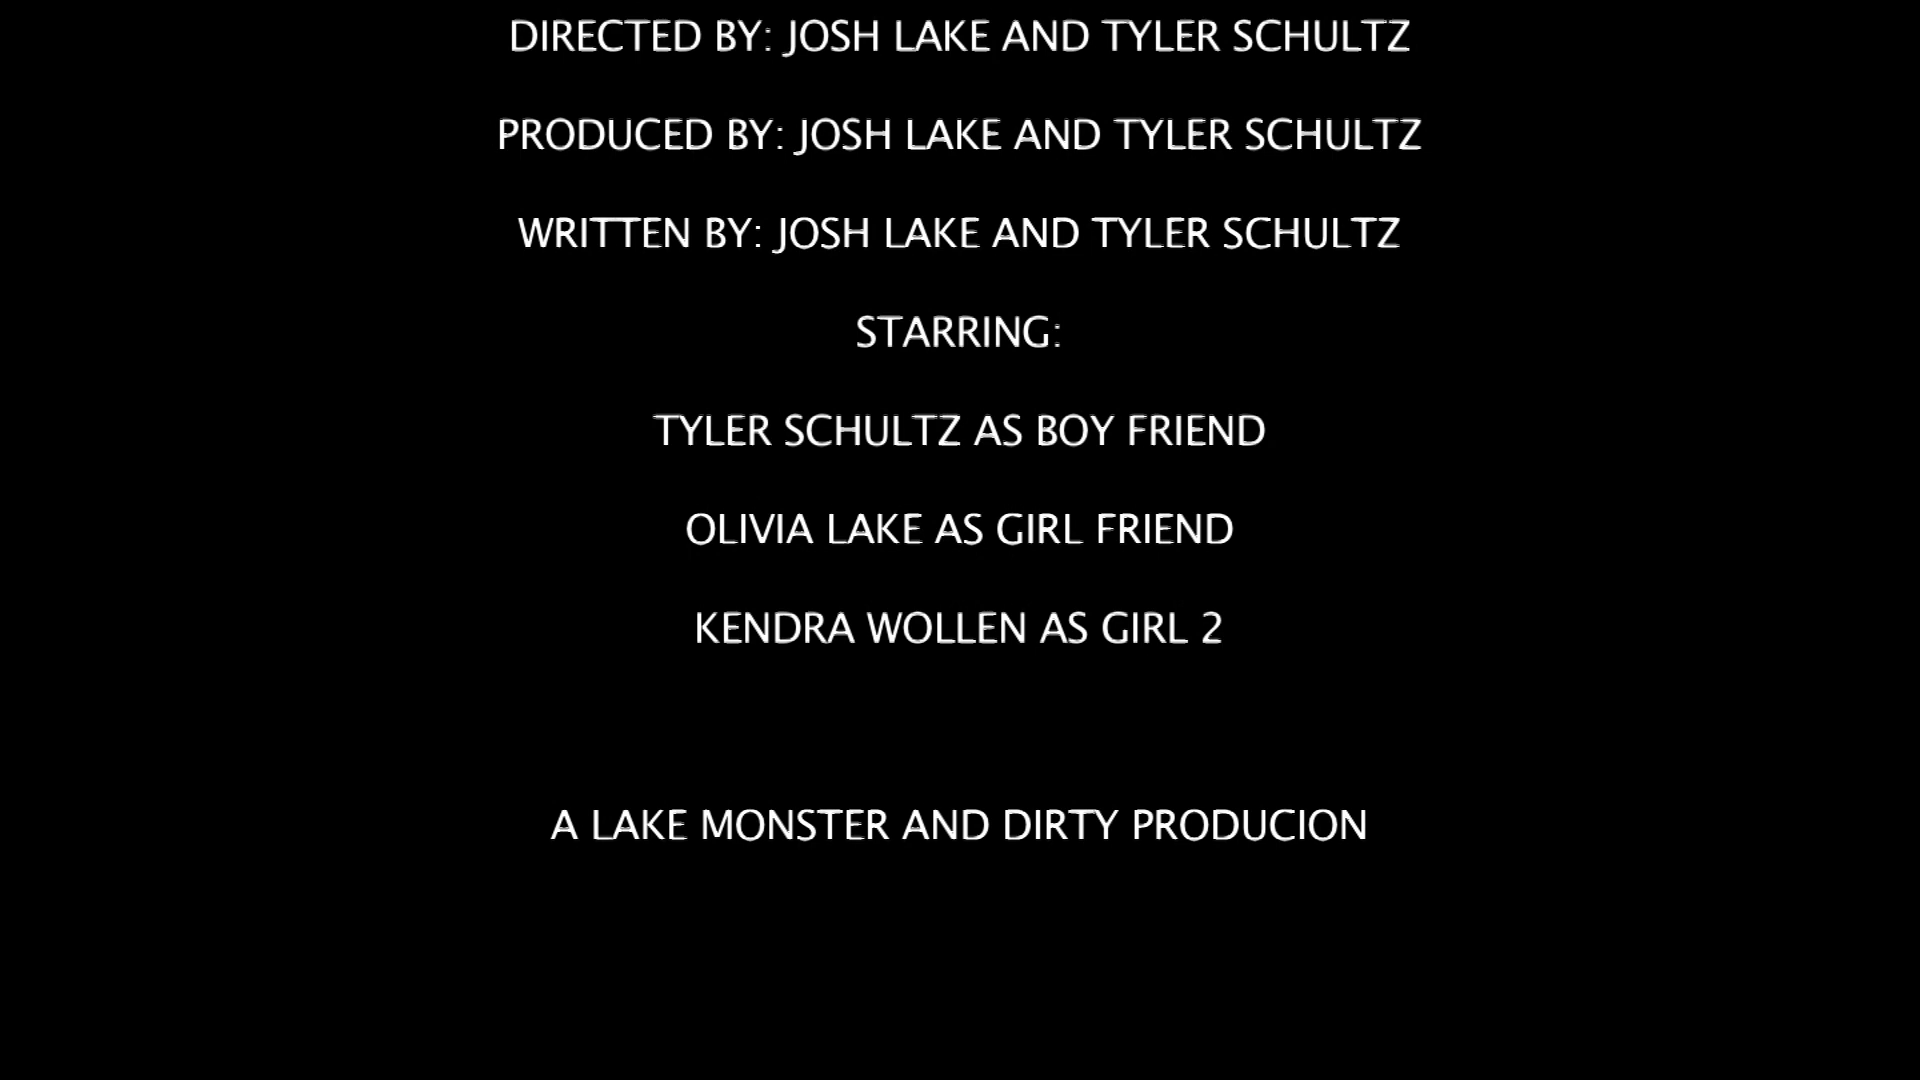 DIRECTED BY: JOSH LAKE AND TYLER SCHULTZ
PRODUCED BY: JOSH LAKE AND TYLER SCHULTZ
WRITTEN BY: JOSH LAKE AND TYLER SCHULTZ
STARRING:
TYLER SCHULTZ AS BOY FRIEND
OLIVIA LAKE AS GIRL FRIEND
KENDRA WOLLEN AS GIRL 2
A LAKE MONSTER AND DIRTY PRODUCION